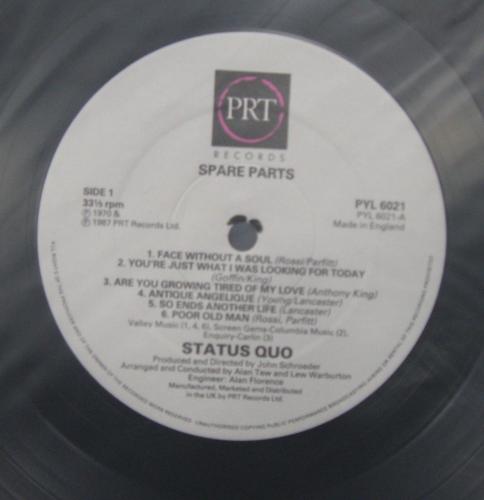 PRT
RECORDS
SPARE PARTS
SIDE 1
33⅓ rpm
℗ 1970 &
℗ 1987 PRT Records Ltd.
PYL 6021
PYL 6021-A
Made in England
1. FACE WITHOUT A SOUL (Rossi/Parfitt)
2. YOU'RE JUST WHAT I WAS LOOKING FOR TODAY
(Goffin/King)
3. ARE YOU GROWING TIRED OF MY LOVE (Anthony King)
4. ANTIQUE ANGELIQUE (Young/Lancaster)
5. SO ENDS ANOTHER LIFE (Lancaster)
6. POOR OLD MAN (Rossi, Parfitt)
Valley Music (1, 4, 6), Screen Gems-Columbia Music (2),
Enquiry-Carlin (3)
STATUS QUO
Produced and Directed by John Schroeder
Arranged and Conducted by Alan Tew and Lew Warburton
Engineer: Alan Florence
Manufactured, Marketed and Distributed
in the UK by PRT Records Ltd.